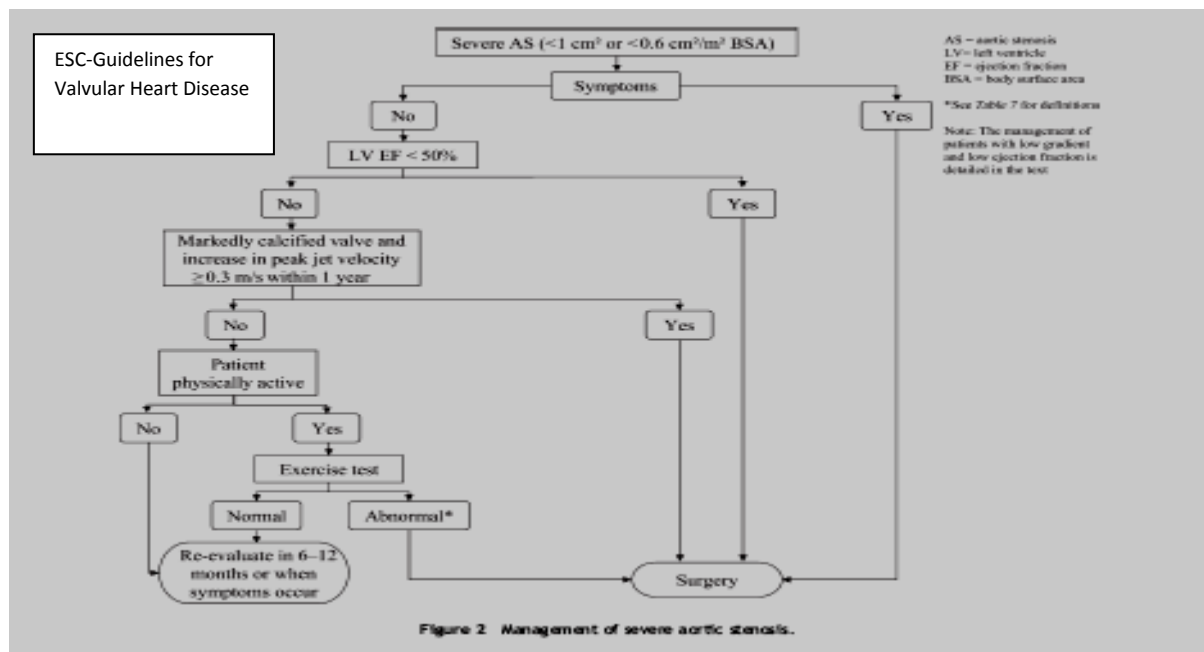 ESC-Guidelines for
Valvular Heart Disease
Severe AS (<1 cm² or <0.6 cm²/m² BSA)
AS = aortic stenosis
LV= left ventricle
EF = ejection fraction
BSA = body surface area
*See Table 7 for definitions
Note: The management of
patients with low gradient
and low ejection fraction is
detailed in the text
Symptoms
No
Yes
LV EF < 50%
No
Yes
Markedly calcified valve and
increase in peak jet velocity
≥0.3 m/s within 1 year
No
Yes
Patient
physically active
No
Yes
Exercise test
Normal
Abnormal*
Re-evaluate in 6–12
months or when
symptoms occur
Surgery
Figure 2 Management of severe aortic stenosis.